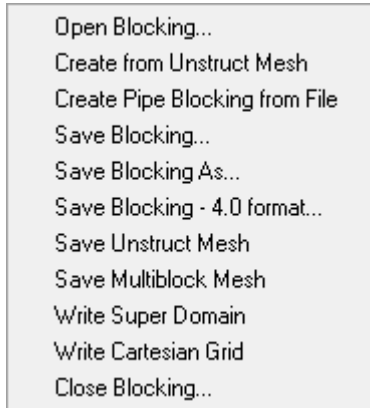 Open Blocking...
Create from Unstruct Mesh
Create Pipe Blocking from File
Save Blocking...
Save Blocking As...
Save Blocking - 4.0 format...
Save Unstruct Mesh
Save Multiblock Mesh
Write Super Domain
Write Cartesian Grid
Close Blocking...